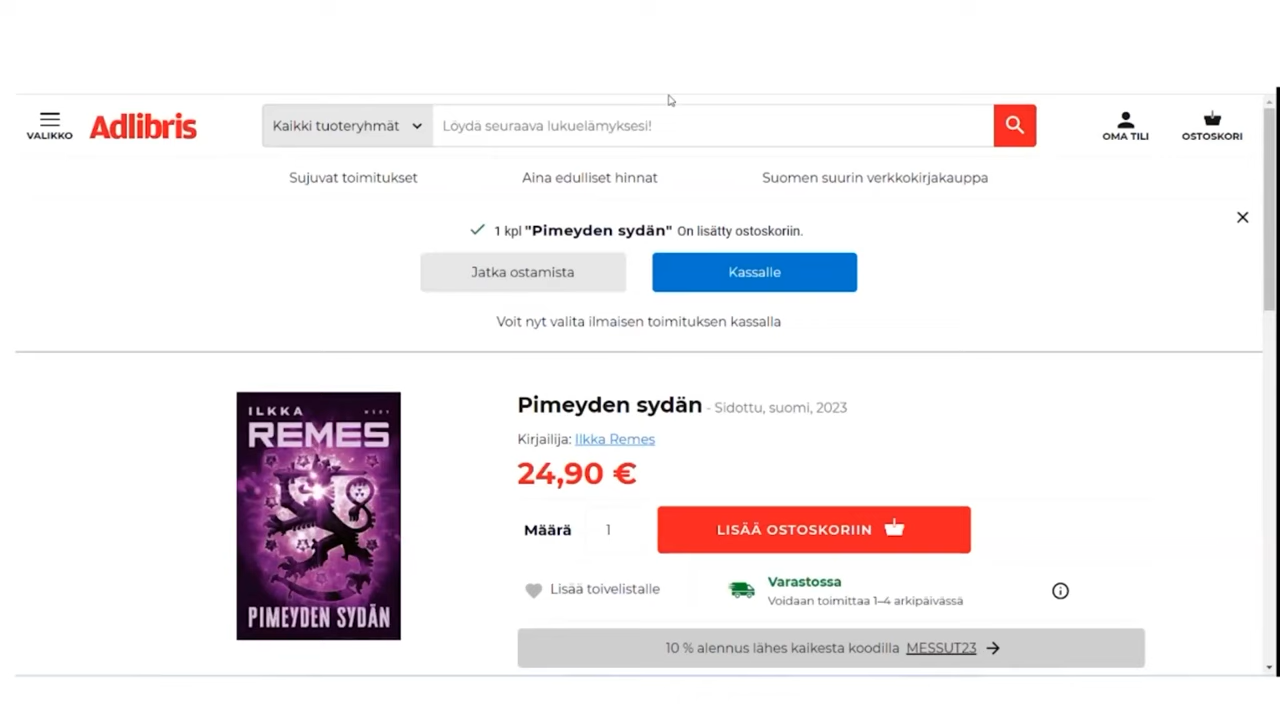 VALIKKO
Adlibris
Kaikki tuoteryhmät
Löydä seuraava lukuelämyksesi!
OMA TILI
OSTOSKORI
Sujuvat toimitukset
Aina edulliset hinnat
Suomen suurin verkkokirjakauppa
1 kpl "Pimeyden sydän" On lisätty ostoskoriin.
Jatka ostamista
Kassalle
Voit nyt valita ilmaisen toimituksen kassalla
ILKKA
REMES
PIMEYDEN SYDÄN
Pimeyden sydän - Sidottu, suomi, 2023
Kirjailija: Ilkka Remes
24,90 €
Määrä 1
LISÄÄ OSTOSKORIIN
Lisää toivelistalle
Varastossa
Voidaan toimittaa 1–4 arkipäivässä
10 % alennus lähes kaikesta koodilla MESSUT23